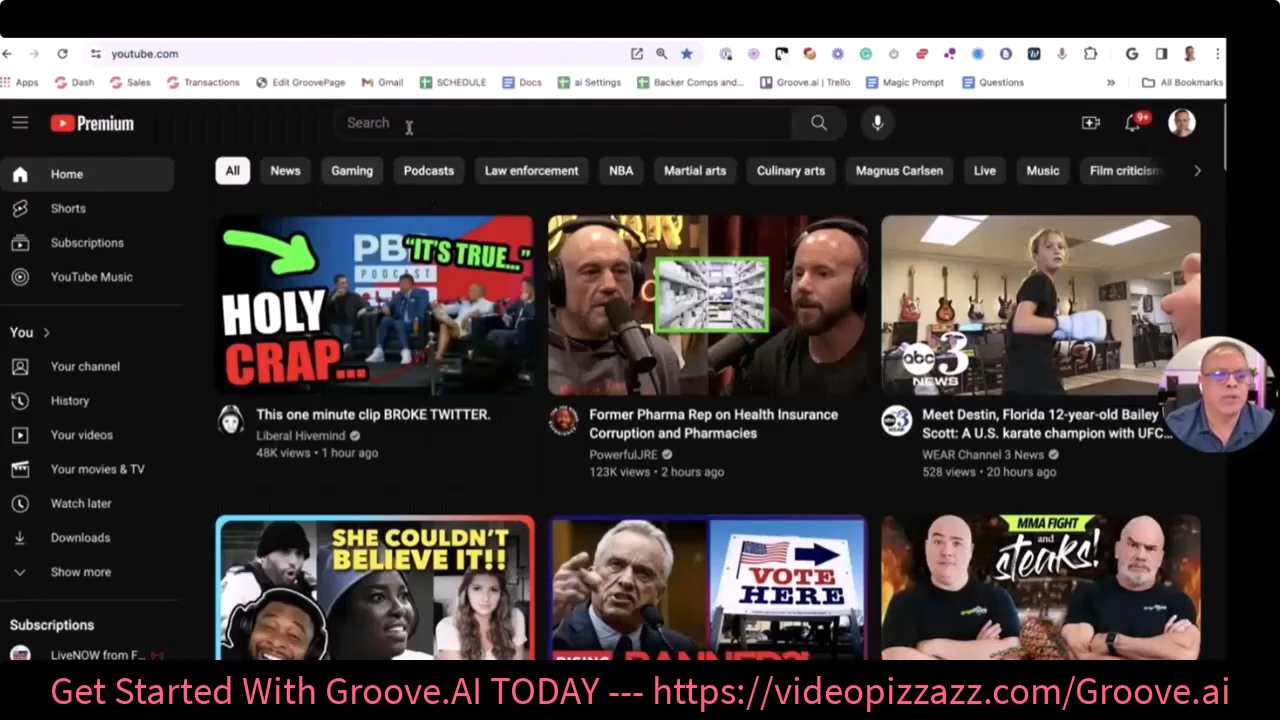 youtube.com
Apps
Dash
Sales
Transactions
Edit GroovePage
Gmail
SCHEDULE
Docs
ai Settings
Backer Comps and...
Groove.ai | Trello
Magic Prompt
Questions
»
All Bookmarks
Premium
Search
9+
All
News
Gaming
Podcasts
Law enforcement
NBA
Martial arts
Culinary arts
Magnus Carlsen
Live
Music
Film criticism
Home
Shorts
Subscriptions
YouTube Music
You
Your channel
History
Your videos
Your movies & TV
Watch later
Downloads
Show more
Subscriptions
LiveNOW from F...
PB
PODCAST
"IT'S TRUE..."
HOLY
CRAP...
This one minute clip BROKE TWITTER.
Liberal Hivemind
48K views • 1 hour ago
Former Pharma Rep on Health Insurance
Corruption and Pharmacies
PowerfulJRE
123K views • 2 hours ago
abc 3
NEWS
Meet Destin, Florida 12-year-old Bailey
Scott: A U.S. karate champion with UFC...
WEAR Channel 3 News
528 views • 20 hours ago
SHE COULDN'T
BELIEVE IT!!
VOTE
HERE
RISING
BANNED?!
MMA FIGHT
and
steaks!
Get Started With Groove.AI TODAY --- https://videopizzazz.com/Groove.ai